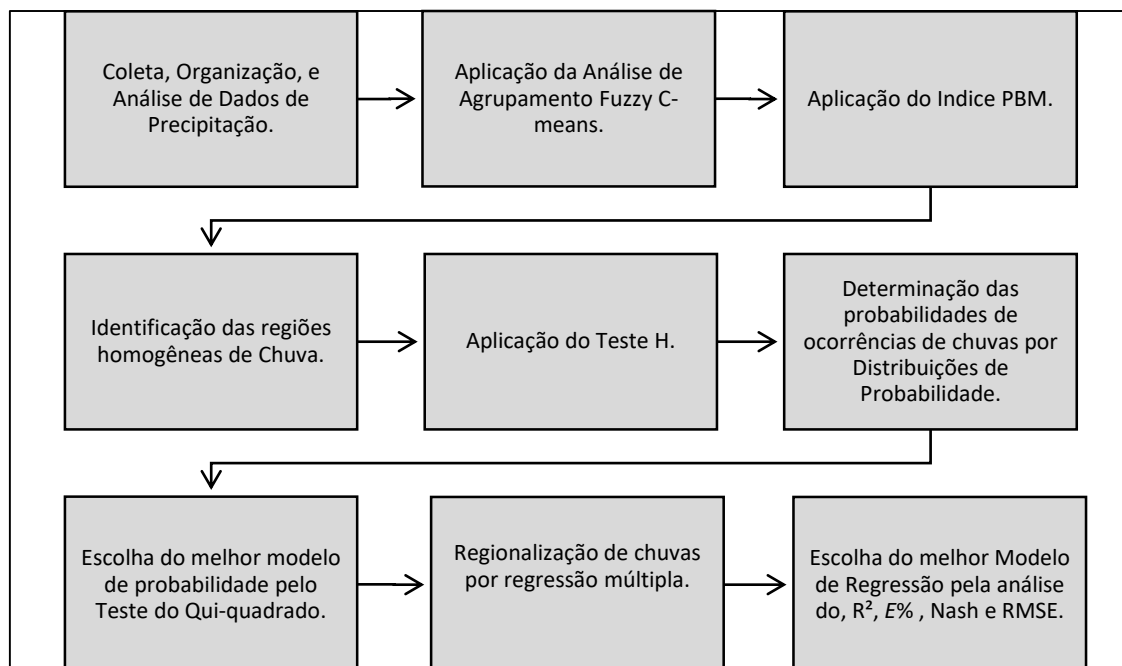 Coleta, Organização, e
Análise de Dados de
Precipitação.
Aplicação da Análise de
Agrupamento Fuzzy C-
means.
Aplicação do Indice PBM.
Identificação das regiões
homogêneas de Chuva.
Aplicação do Teste H.
Determinação das
probabilidades de
ocorrências de chuvas por
Distribuições de
Probabilidade.
Escolha do melhor modelo
de probabilidade pelo
Teste do Qui-quadrado.
Regionalização de chuvas
por regressão múltipla.
Escolha do melhor Modelo
de Regressão pela análise
do, R², E% , Nash e RMSE.